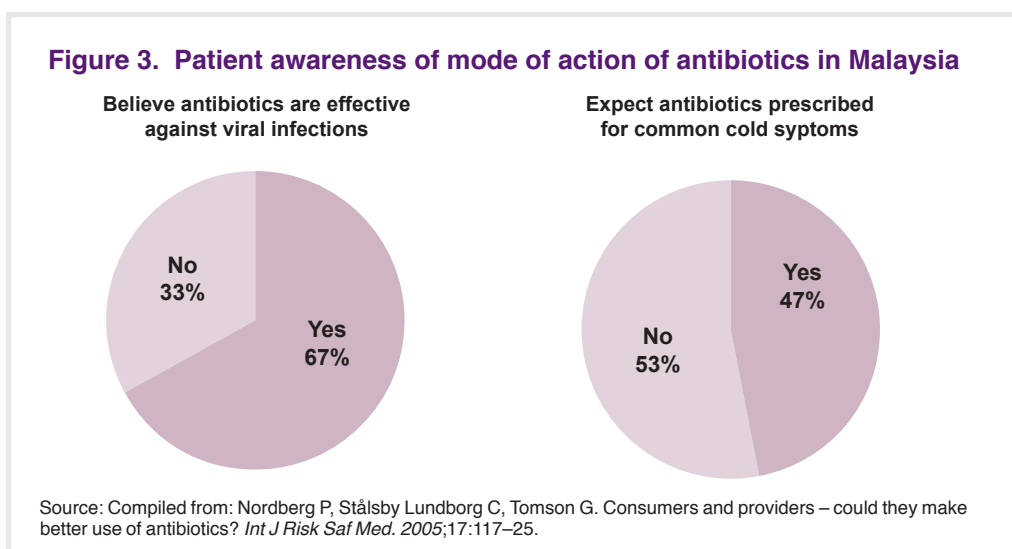 Figure 3. Patient awareness of mode of action of antibiotics in Malaysia
Believe antibiotics are effective
against viral infections
No
33%
Yes
67%
Expect antibiotics prescribed
for common cold syptoms
Yes
47%
No
53%
Source: Compiled from: Nordberg P, Stålsby Lundborg C, Tomson G. Consumers and providers – could they make
better use of antibiotics? Int J Risk Saf Med. 2005;17:117–25.